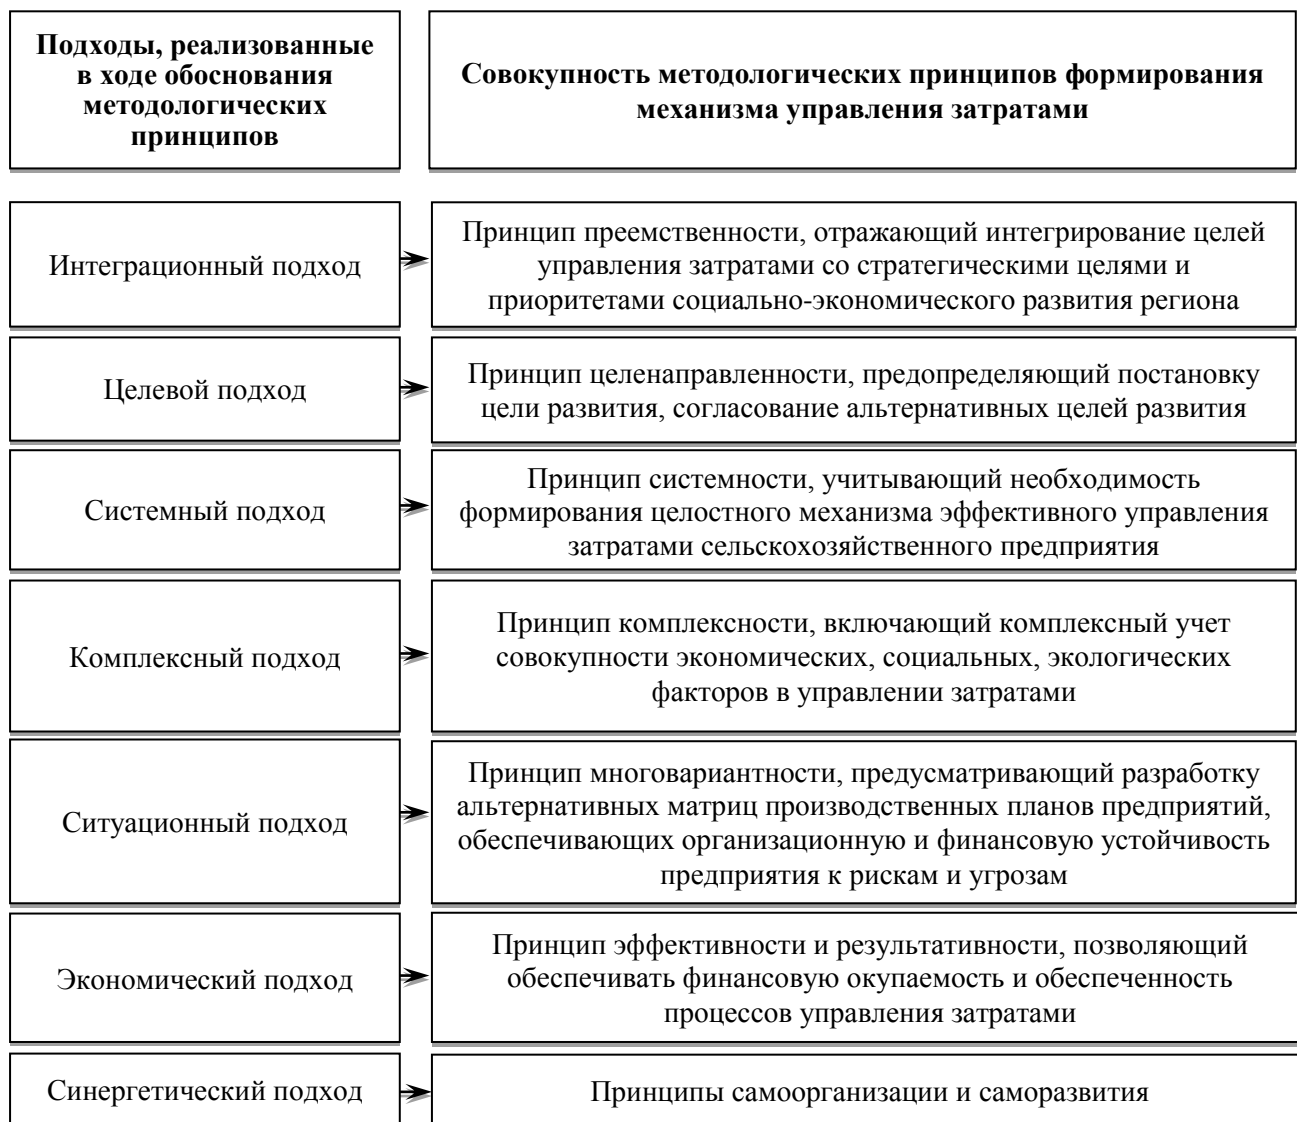 Подходы, реализованные
в ходе обоснования
методологических
принципов
Совокупность методологических принципов формирования
механизма управления затратами
Интеграционный подход
Принцип преемственности, отражающий интегрирование целей
управления затратами со стратегическими целями и
приоритетами социально-экономического развития региона
Целевой подход
Принцип целенаправленности, предопределяющий постановку
цели развития, согласование альтернативных целей развития
Системный подход
Принцип системности, учитывающий необходимость
формирования целостного механизма эффективного управления
затратами сельскохозяйственного предприятия
Комплексный подход
Принцип комплексности, включающий комплексный учет
совокупности экономических, социальных, экологических
факторов в управлении затратами
Ситуационный подход
Принцип многовариантности, предусматривающий разработку
альтернативных матриц производственных планов предприятий,
обеспечивающих организационную и финансовую устойчивость
предприятия к рискам и угрозам
Экономический подход
Принцип эффективности и результативности, позволяющий
обеспечивать финансовую окупаемость и обеспеченность
процессов управления затратами
Синергетический подход
Принципы самоорганизации и саморазвития